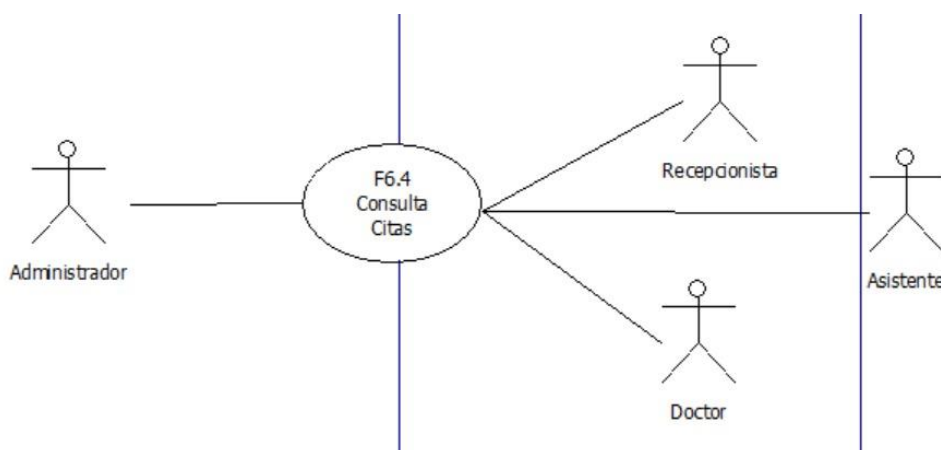 F6.4
Consulta
Citas
Administrador
Recepcionista
Asistente
Doctor